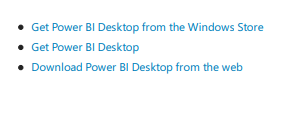 • Get Power BI Desktop from the Windows Store
• Get Power BI Desktop
• Download Power BI Desktop from the web